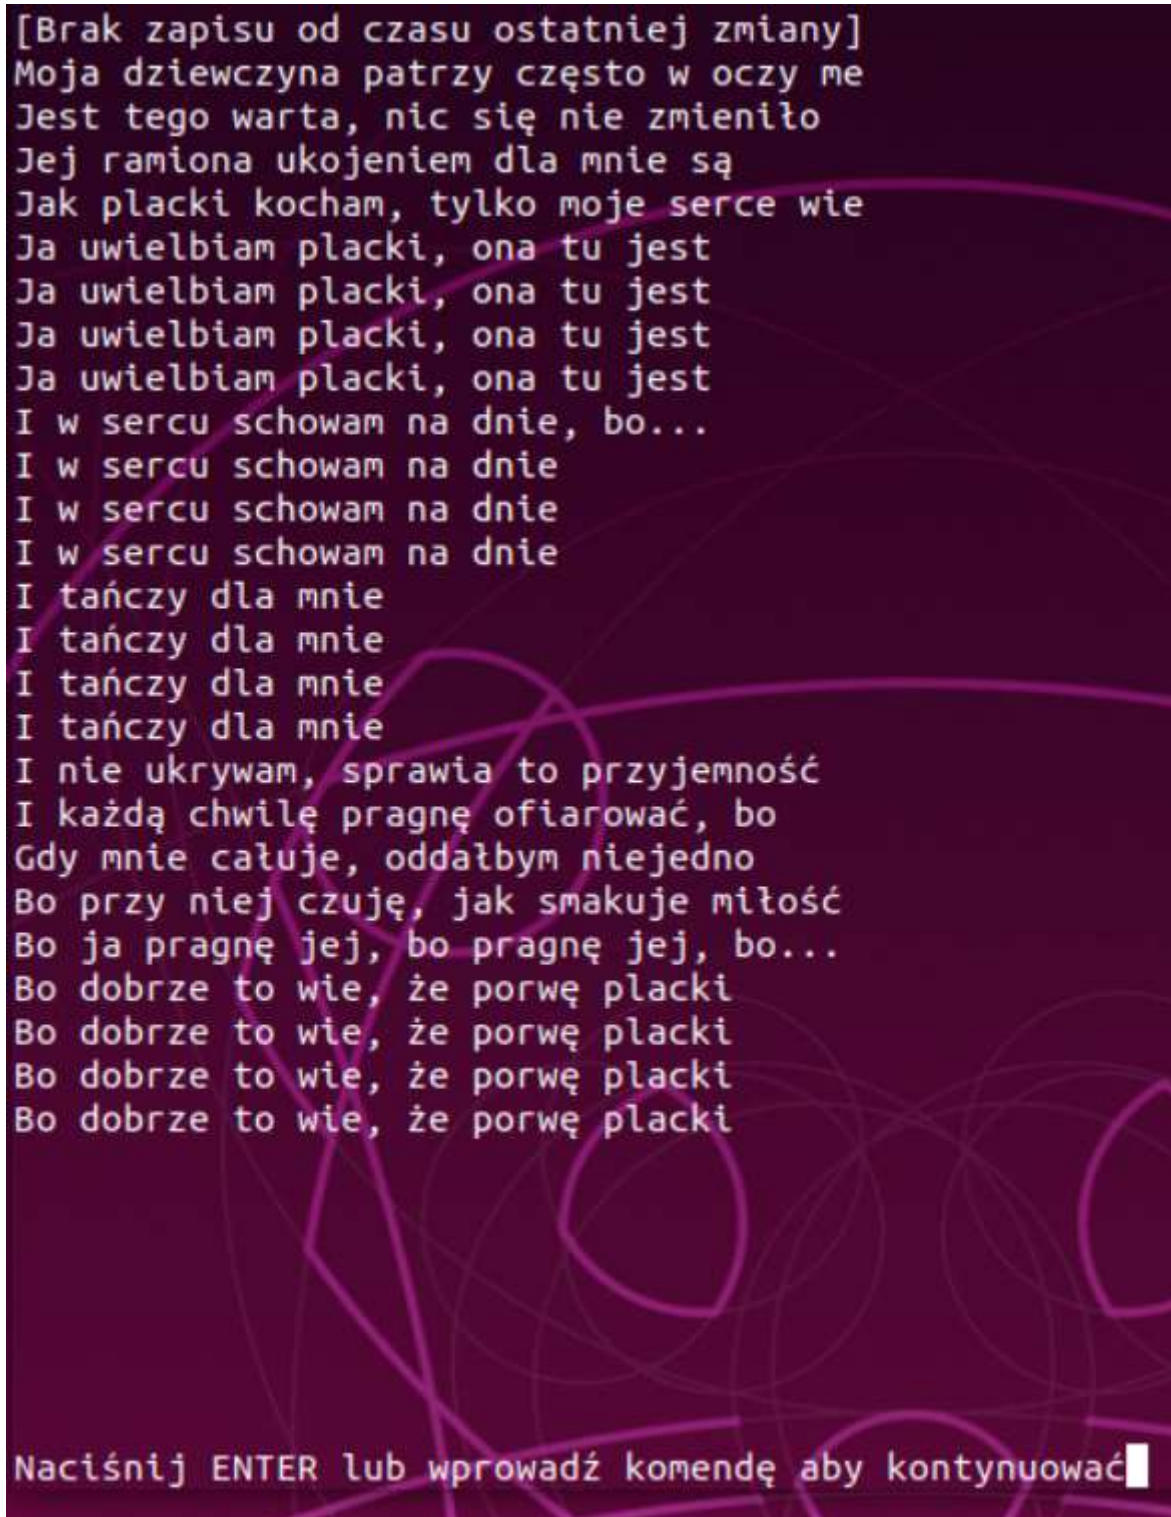 [Brak zapisu od czasu ostatniej zmiany]
Moja dziewczyna patrzy często w oczy me
Jest tego warta, nic się nie zmieniło
Jej ramiona ukojeniem dla mnie są
Jak placki kocham, tylko moje serce wie
Ja uwielbiam placki, ona tu jest
Ja uwielbiam placki, ona tu jest
Ja uwielbiam placki, ona tu jest
Ja uwielbiam placki, ona tu jest
I w sercu schowam na dnie, bo...
I w sercu schowam na dnie
I w sercu schowam na dnie
I w sercu schowam na dnie
I tańczy dla mnie
I tańczy dla mnie
I tańczy dla mnie
I tańczy dla mnie
I nie ukrywam, sprawia to przyjemność
I każdą chwilę pragnę ofiarować, bo
Gdy mnie całuje, oddałbym niejedno
Bo przy niej czuję, jak smakuje miłość
Bo ja pragnę jej, bo pragnę jej, bo...
Bo dobrze to wie, że porwę placki
Bo dobrze to wie, że porwę placki
Bo dobrze to wie, że porwę placki
Bo dobrze to wie, że porwę placki
Naciśnij ENTER lub wprowadź komendę aby kontynuować